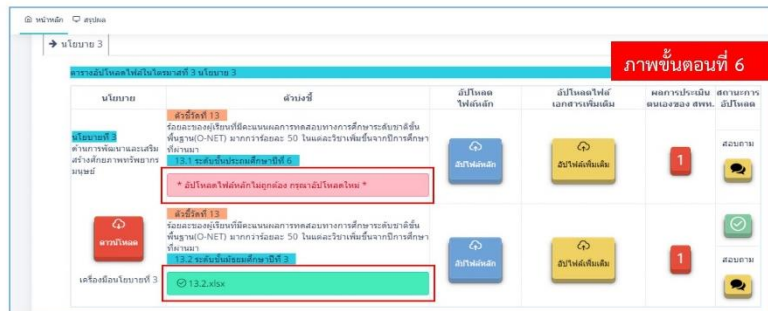 หน้าหลัก สรุปผล
นโยบาย 3
ภาพขั้นตอนที่ 6
ตารางอัปโหลดไฟล์ในไตรมาสที่ 3 นโยบาย 3
นโยบาย ตัวบ่งชี้ อัปโหลด ไฟล์หลัก อัปโหลดไฟล์ เอกสารเพิ่มเติม ผลการประเมิน ตนเองของ สพท. สถานะการ อัปโหลด
นโยบายที่ 3
ด้านการพัฒนาและเสริม
สร้างศักยภาพทรัพยากร
มนุษย์
ตัวชี้วัดที่ 13
ร้อยละของผู้เรียนที่มีคะแนนผลการทดสอบทางการศึกษาระดับชาติขั้น
พื้นฐาน(O-NET) มากกว่าร้อยละ 50 ในแต่ละวิชาเพิ่มขึ้นจากปีการศึกษา
ที่ผ่านมา
13.1 ระดับชั้นประถมศึกษาปีที่ 6
* อัปโหลดไฟล์หลักไม่ถูกต้อง กรุณาอัปโหลดใหม่ *
อัปไฟล์หลัก
อัปไฟล์เพิ่มเติม
1
สอบถาม
ดาวน์โหลด
เครื่องมือนโยบายที่ 3
ตัวชี้วัดที่ 13
ร้อยละของผู้เรียนที่มีคะแนนผลการทดสอบทางการศึกษาระดับชาติขั้น
พื้นฐาน(O-NET) มากกว่าร้อยละ 50 ในแต่ละวิชาเพิ่มขึ้นจากปีการศึกษา
ที่ผ่านมา
13.2 ระดับชั้นมัธยมศึกษาปีที่ 3
13.2.xlsx
อัปไฟล์หลัก
อัปไฟล์เพิ่มเติม
1
สอบถาม